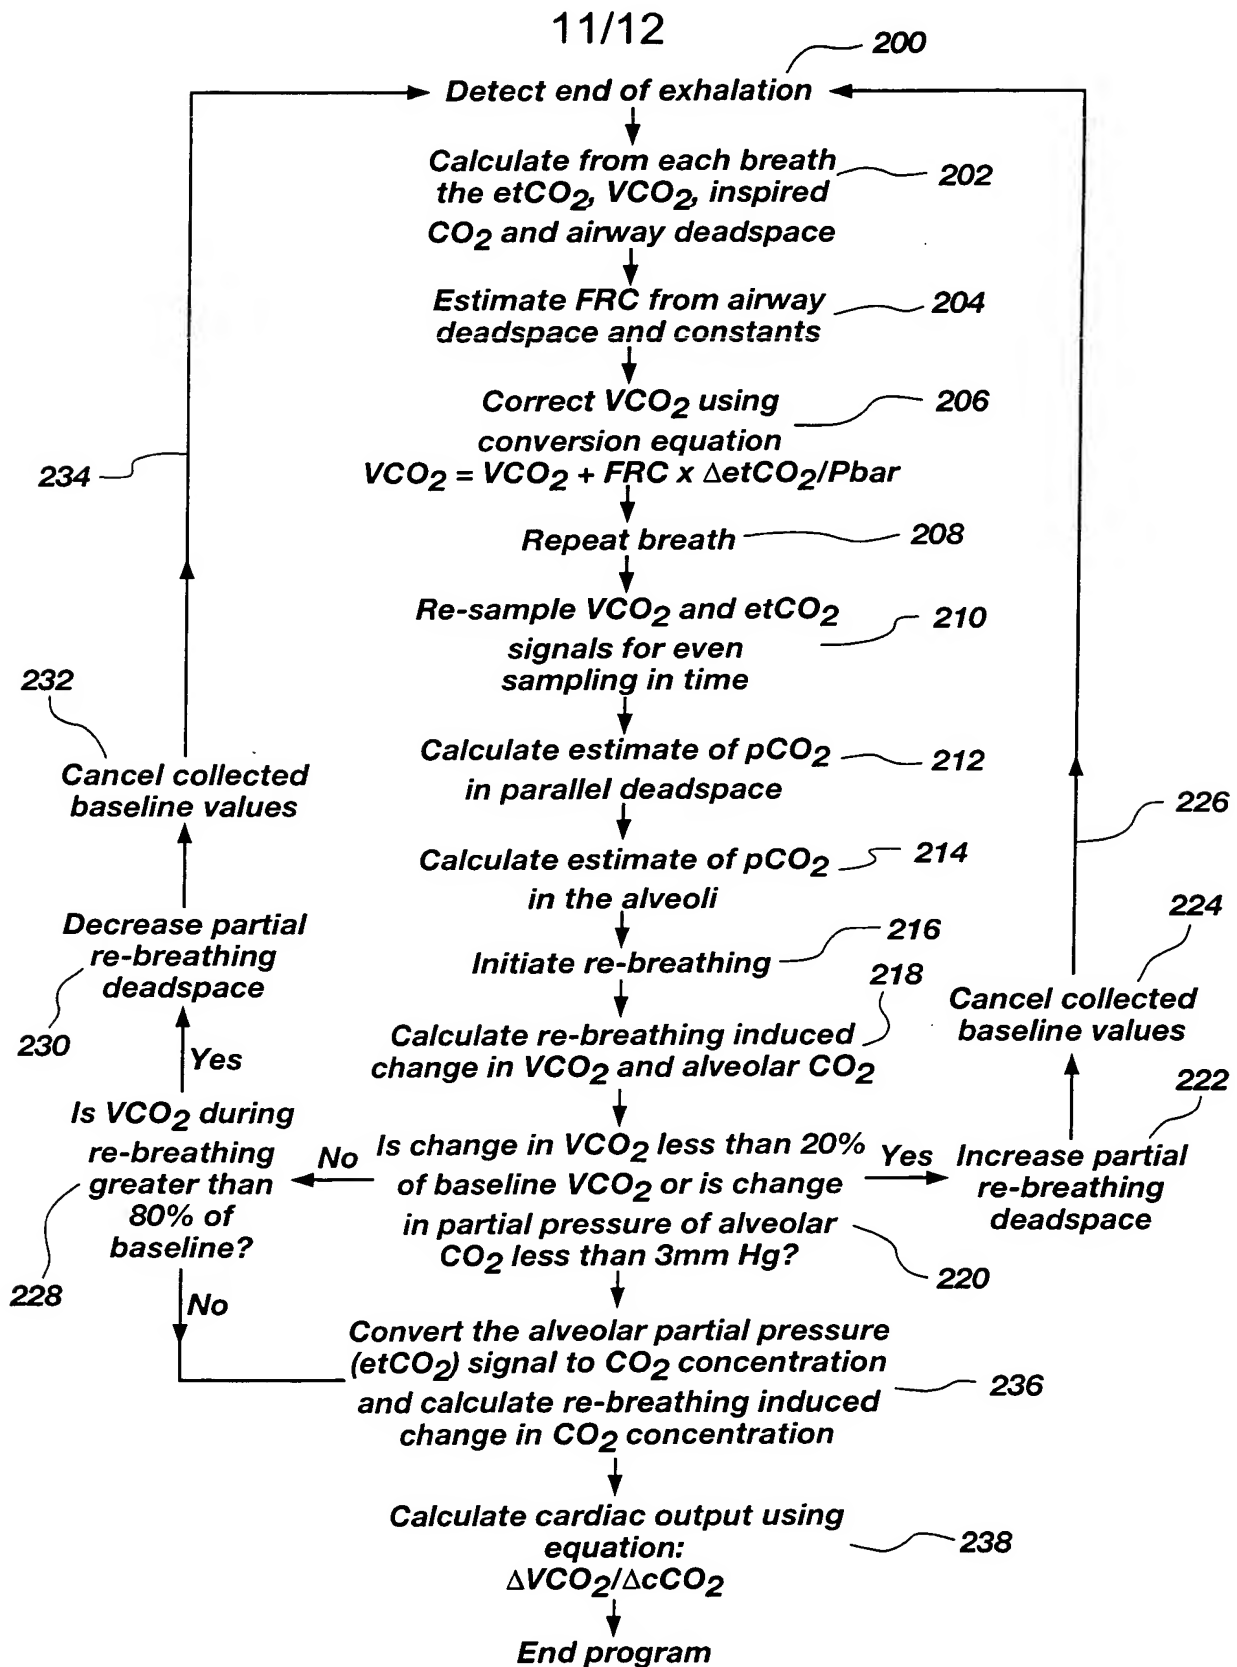 11/12
200
Detect end of exhalation
Calculate from each breath
the etCO2, VCO2, inspired
CO2 and airway deadspace
202
Estimate FRC from airway
deadspace and constants
204
Correct VCO2 using
conversion equation
VCO2 = VCO2 + FRC x ΔetCO2/Pbar
206
234
Repeat breath
208
Re-sample VCO2 and etCO2
signals for even
sampling in time
210
232
Cancel collected
baseline values
Calculate estimate of pCO2
in parallel deadspace
212
226
Calculate estimate of pCO2
in the alveoli
214
Decrease partial
re-breathing
deadspace
230
Initiate re-breathing
216
224
Cancel collected
baseline values
218
Calculate re-breathing induced
change in VCO2 and alveolar CO2
Yes
222
Is VCO2 during
re-breathing
greater than
80% of
baseline?
228
No
Is change in VCO2 less than 20%
of baseline VCO2 or is change
in partial pressure of alveolar
CO2 less than 3mm Hg?
220
Yes
Increase partial
re-breathing
deadspace
No
Convert the alveolar partial pressure
(etCO2) signal to CO2 concentration
and calculate re-breathing induced
change in CO2 concentration
236
Calculate cardiac output using
equation:
ΔVCO2/ΔcCO2
238
End program